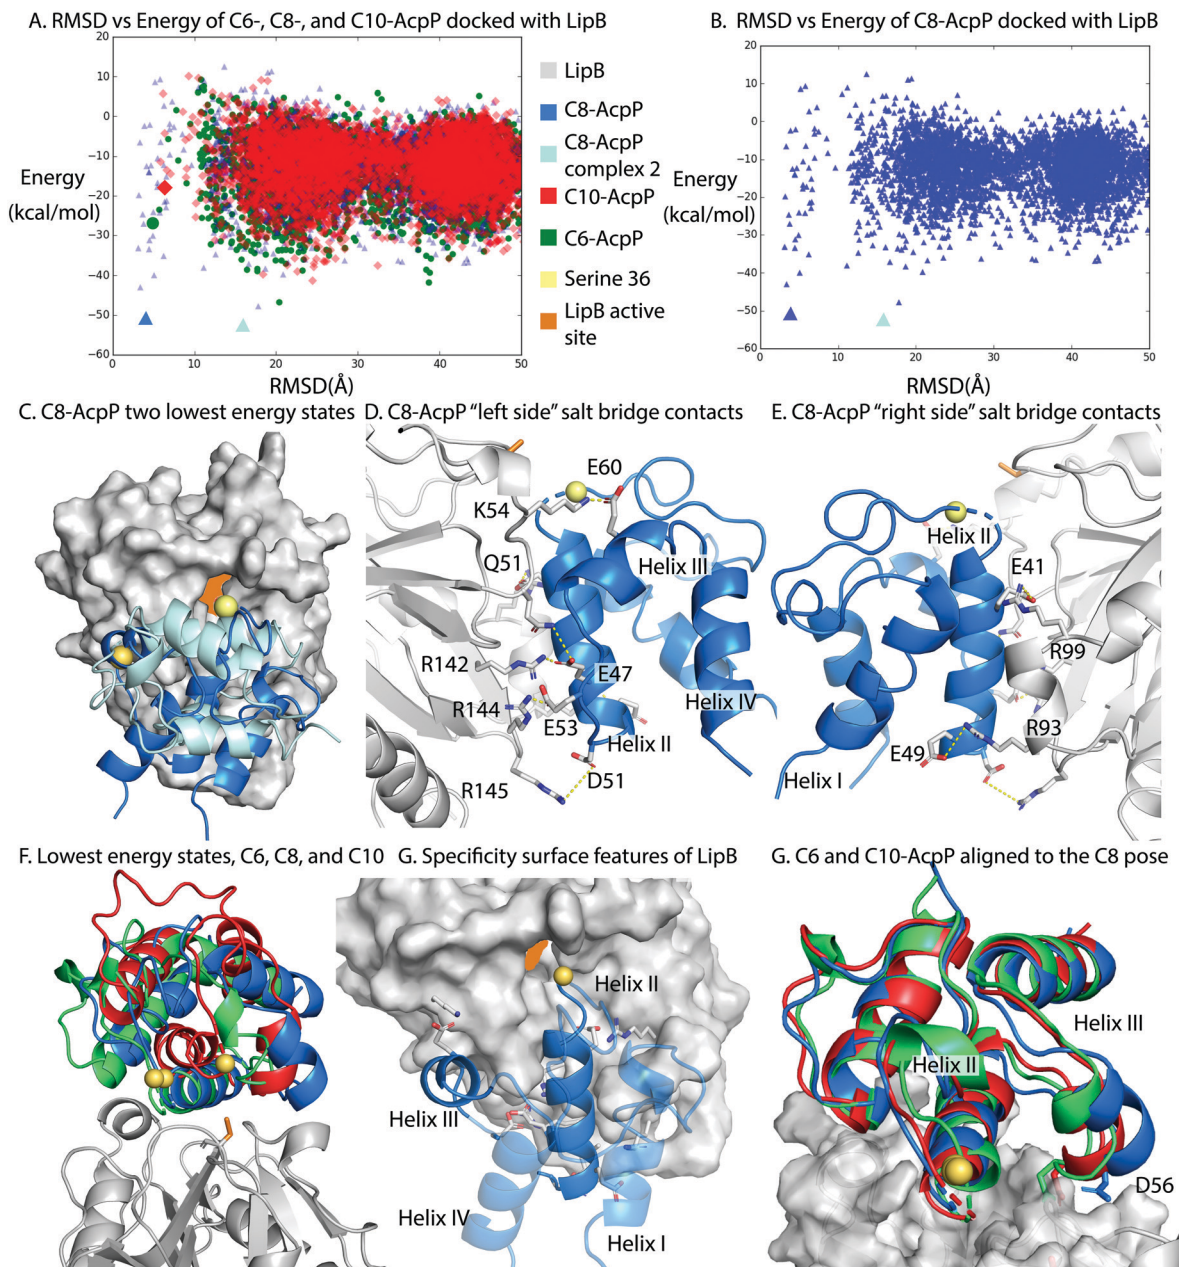 A. RMSD vs Energy of C6-, C8-, and C10-AcpP docked with LipB
B. RMSD vs Energy of C8-AcpP docked with LipB
20
10
0
−10
−20
−30
−40
−50
−60
Energy
(kcal/mol)
0
10
20
30
40
50
RMSD(Å)
LipB
C8-AcpP
C8-AcpP
complex 2
C10-AcpP
C6-AcpP
Serine 36
LipB active
site
20
10
0
−10
−20
−30
−40
−50
−60
Energy
(kcal/mol)
0
10
20
30
40
50
RMSD(Å)
C. C8-AcpP two lowest energy states
D. C8-AcpP “left side” salt bridge contacts
E. C8-AcpP “right side” salt bridge contacts
E60
K54
Q51
Helix III
R142
E47
R144
E53
Helix IV
Helix II
D51
R145
Helix II
E41
R99
R93
E49
Helix I
F. Lowest energy states, C6, C8, and C10
G. Specificity surface features of LipB
G. C6 and C10-AcpP aligned to the C8 pose
Helix II
Helix III
Helix IV
Helix I
Helix III
Helix II
D56